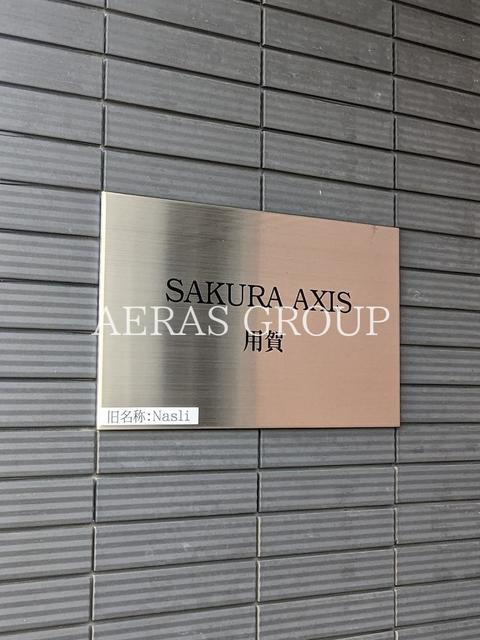 SAKURA AXIS
AERAS GROUP
用賀
旧名称:Nasli